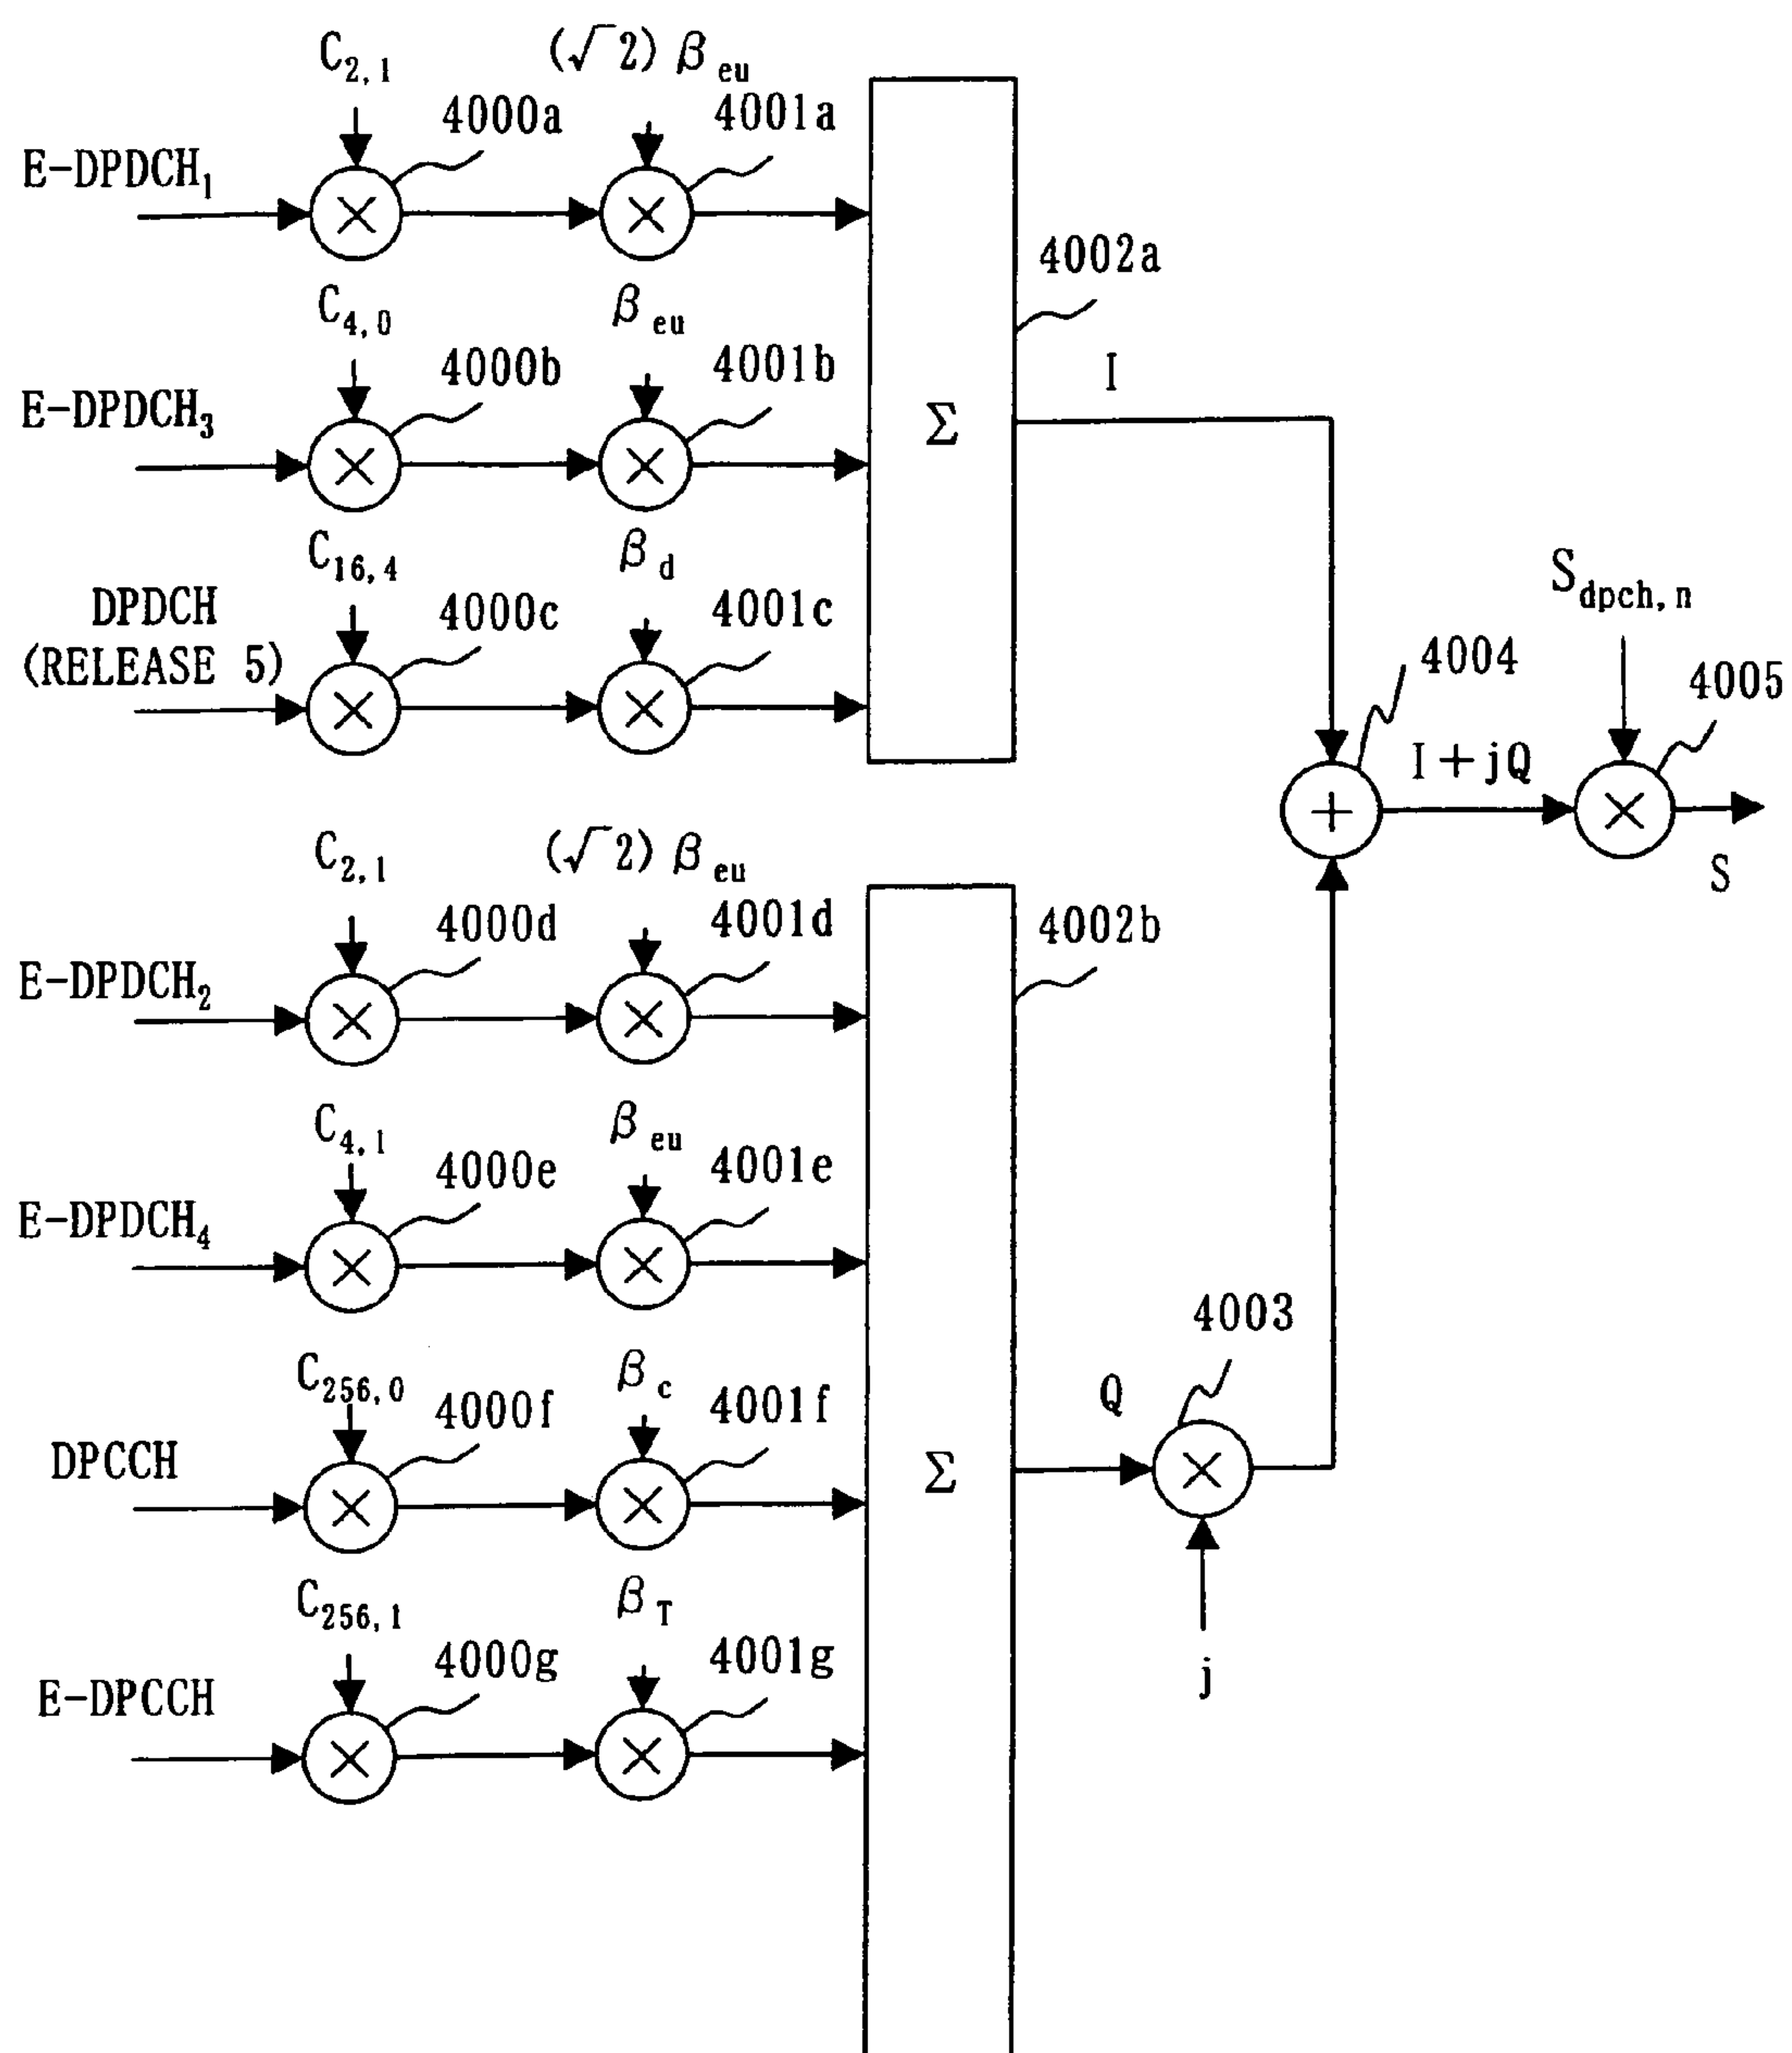 C2,1 (√2) βeu
4000a 4001a
E-DPDCH1
4002a
C4,0 βeu
4000b 4001b
I
E-DPDCH3
Σ
C16,4 βd
4000c 4001c
DPDCH
(RELEASE 5)
Sdpch,n
4004
4005
I+jQ
S
C2,1 (√2) βeu
4000d 4001d
4002b
E-DPDCH2
C4,1 βeu
4000e 4001e
E-DPDCH4
4003
C256,0 βc
4000f 4001f
Q
DPCCH
Σ
C256,1 βT
4000g 4001g
j
E-DPCCH